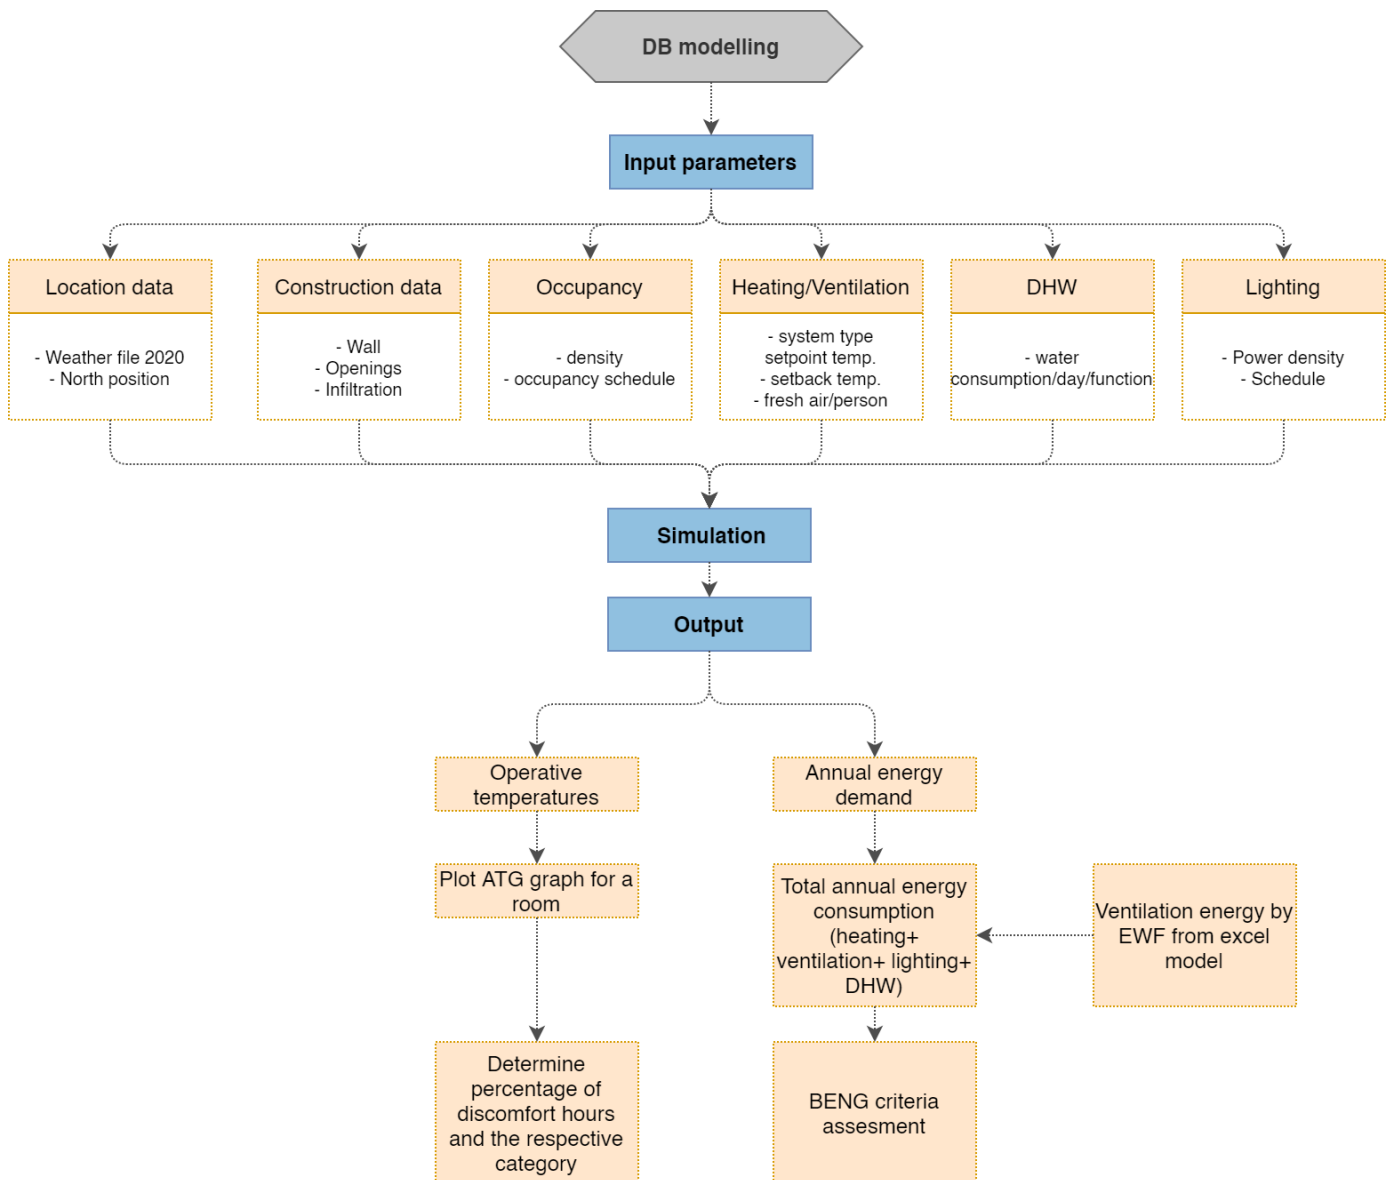 DB modelling
Input parameters
Location data
- Weather file 2020
- North position
Construction data
- Wall
- Openings
- Infiltration
Occupancy
- density
- occupancy schedule
Heating/Ventilation
- system type
setpoint temp.
- setback temp.
- fresh air/person
DHW
- water
consumption/day/function
Lighting
- Power density
- Schedule
Simulation
Output
Operative
temperatures
Annual energy
demand
Plot ATG graph for a
room
Total annual energy
consumption
(heating+
ventilation+ lighting+
DHW)
Ventilation energy by
EWF from excel
model
Determine
percentage of
discomfort hours
and the respective
category
BENG criteria
assesment